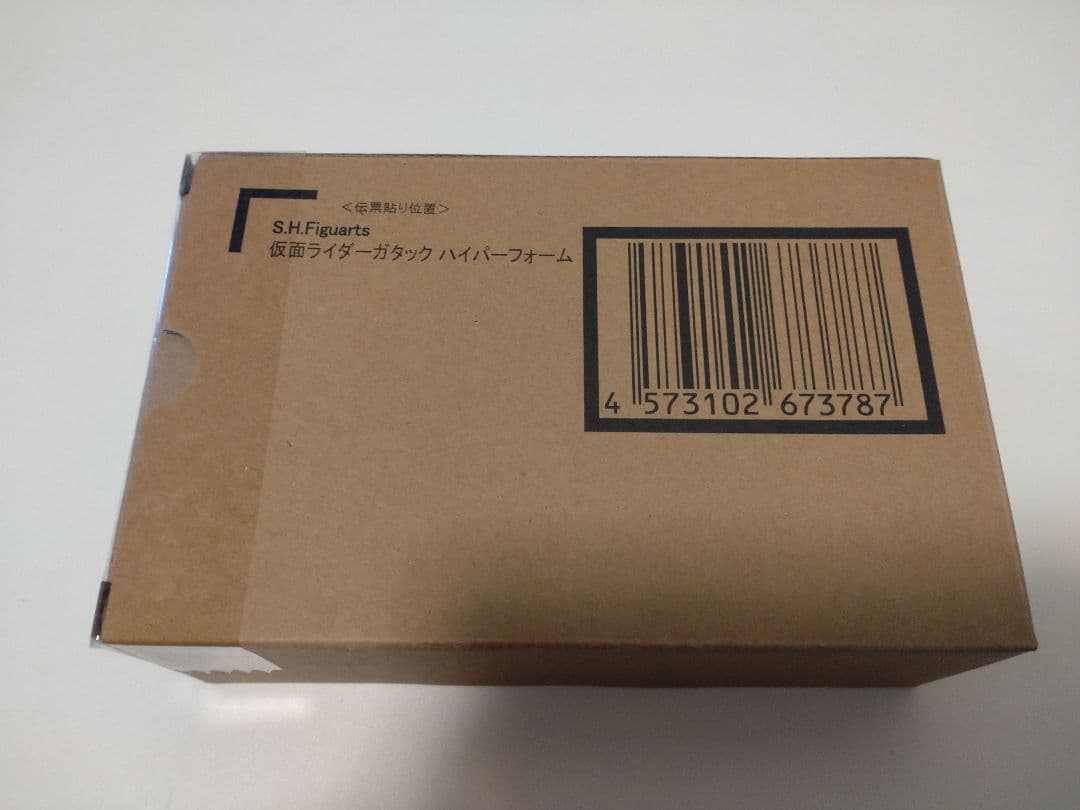 ＜伝票貼り位置＞
S.H.Figuarts
仮面ライダーガタック ハイパーフォーム
4 573102 673787